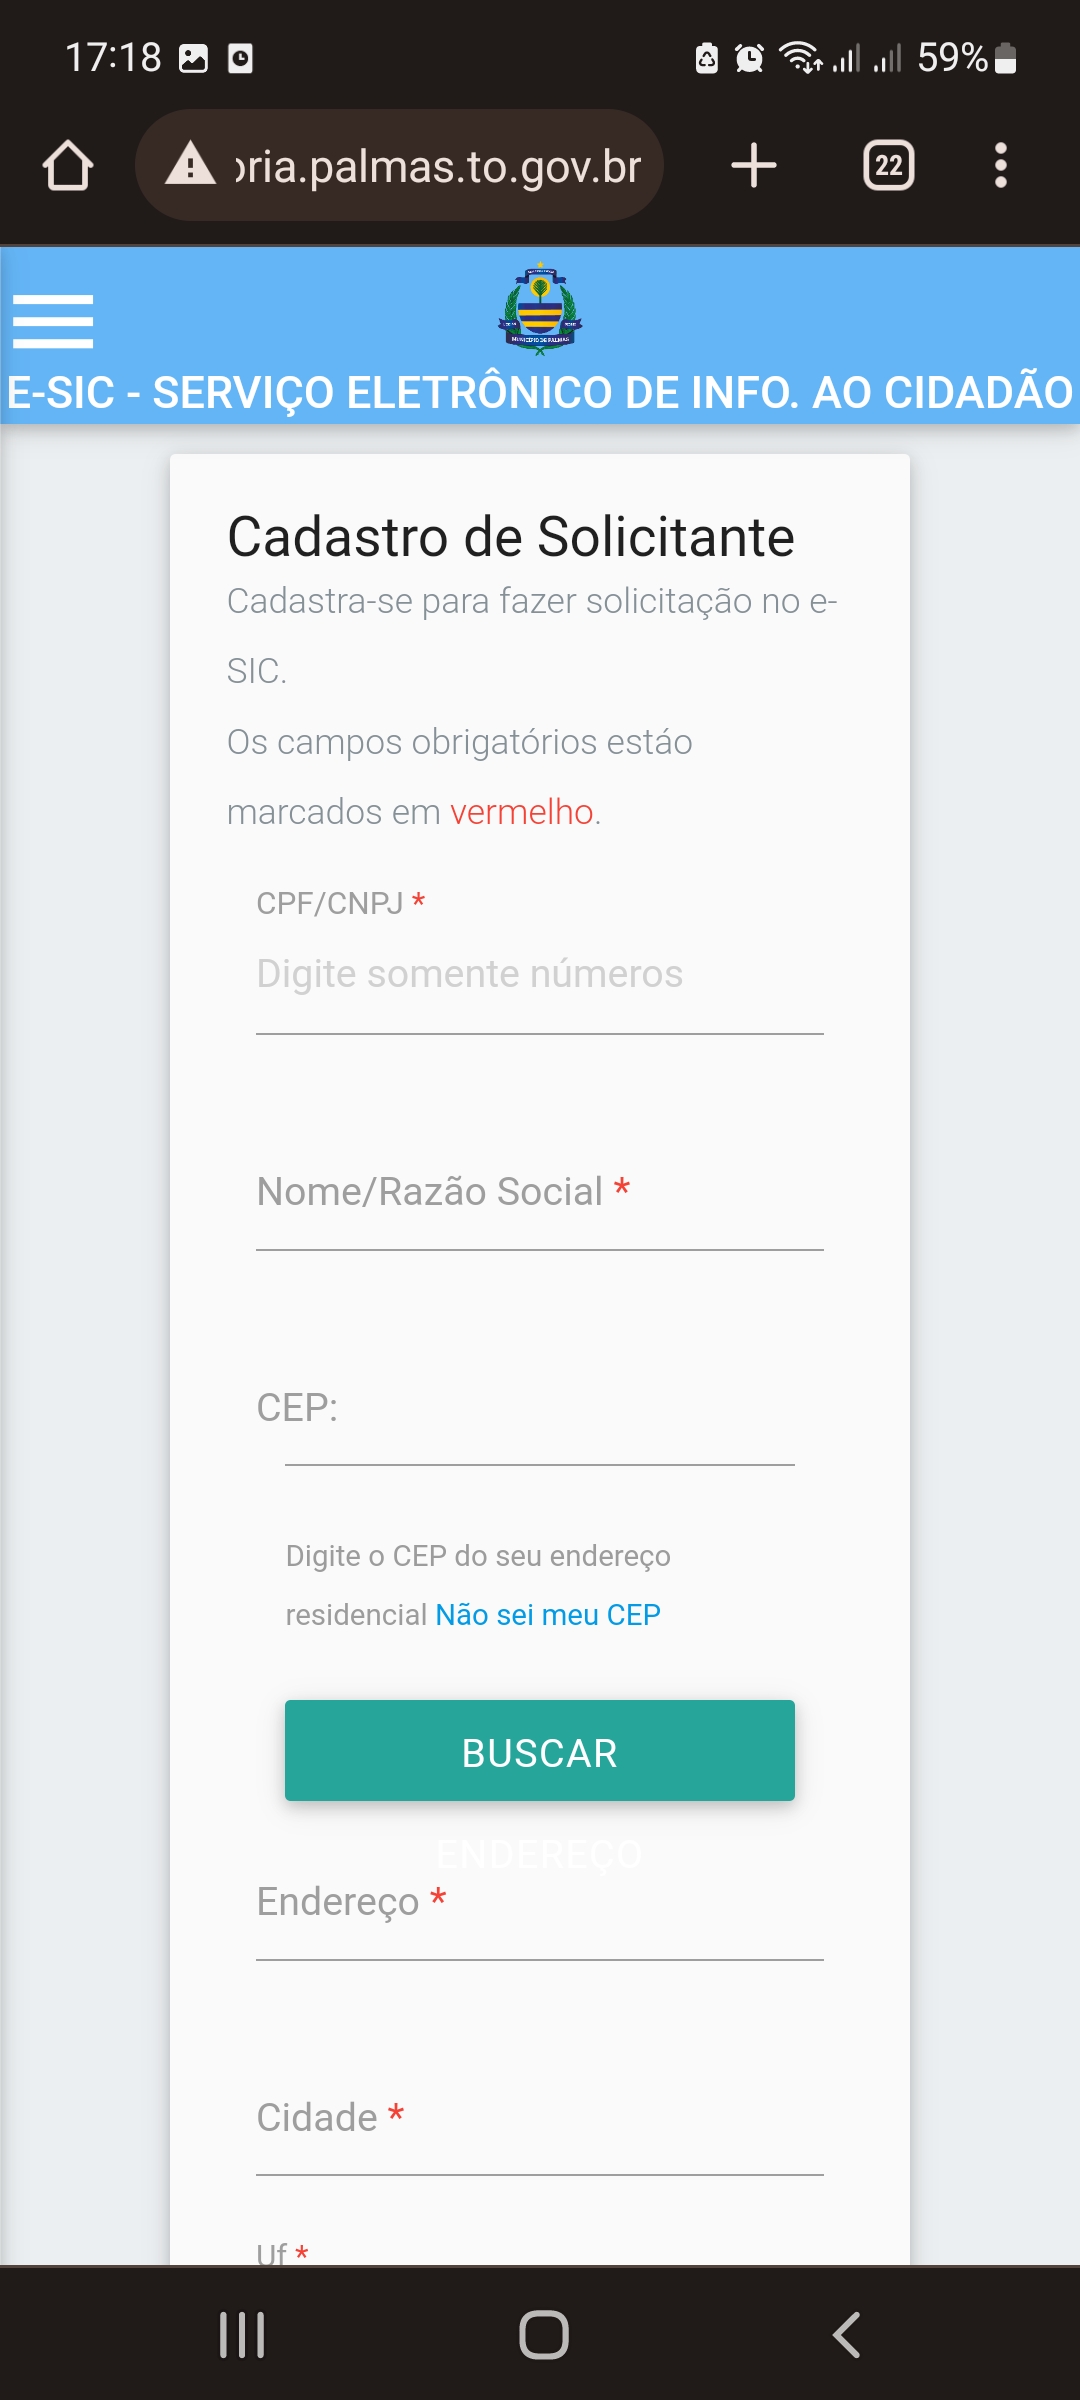 17:18
59%
oria.palmas.to.gov.br
22
MUNICÍPIO DE PALMAS
E-SIC - SERVIÇO ELETRÔNICO DE INFO. AO CIDADÃO
Cadastro de Solicitante
Cadastra-se para fazer solicitação no e-
SIC.
Os campos obrigatórios estáo
marcados em vermelho.
CPF/CNPJ *
Digite somente números
Nome/Razão Social *
CEP:
Digite o CEP do seu endereço
residencial Não sei meu CEP
BUSCAR
ENDEREÇO
Endereço *
Cidade *
Uf *